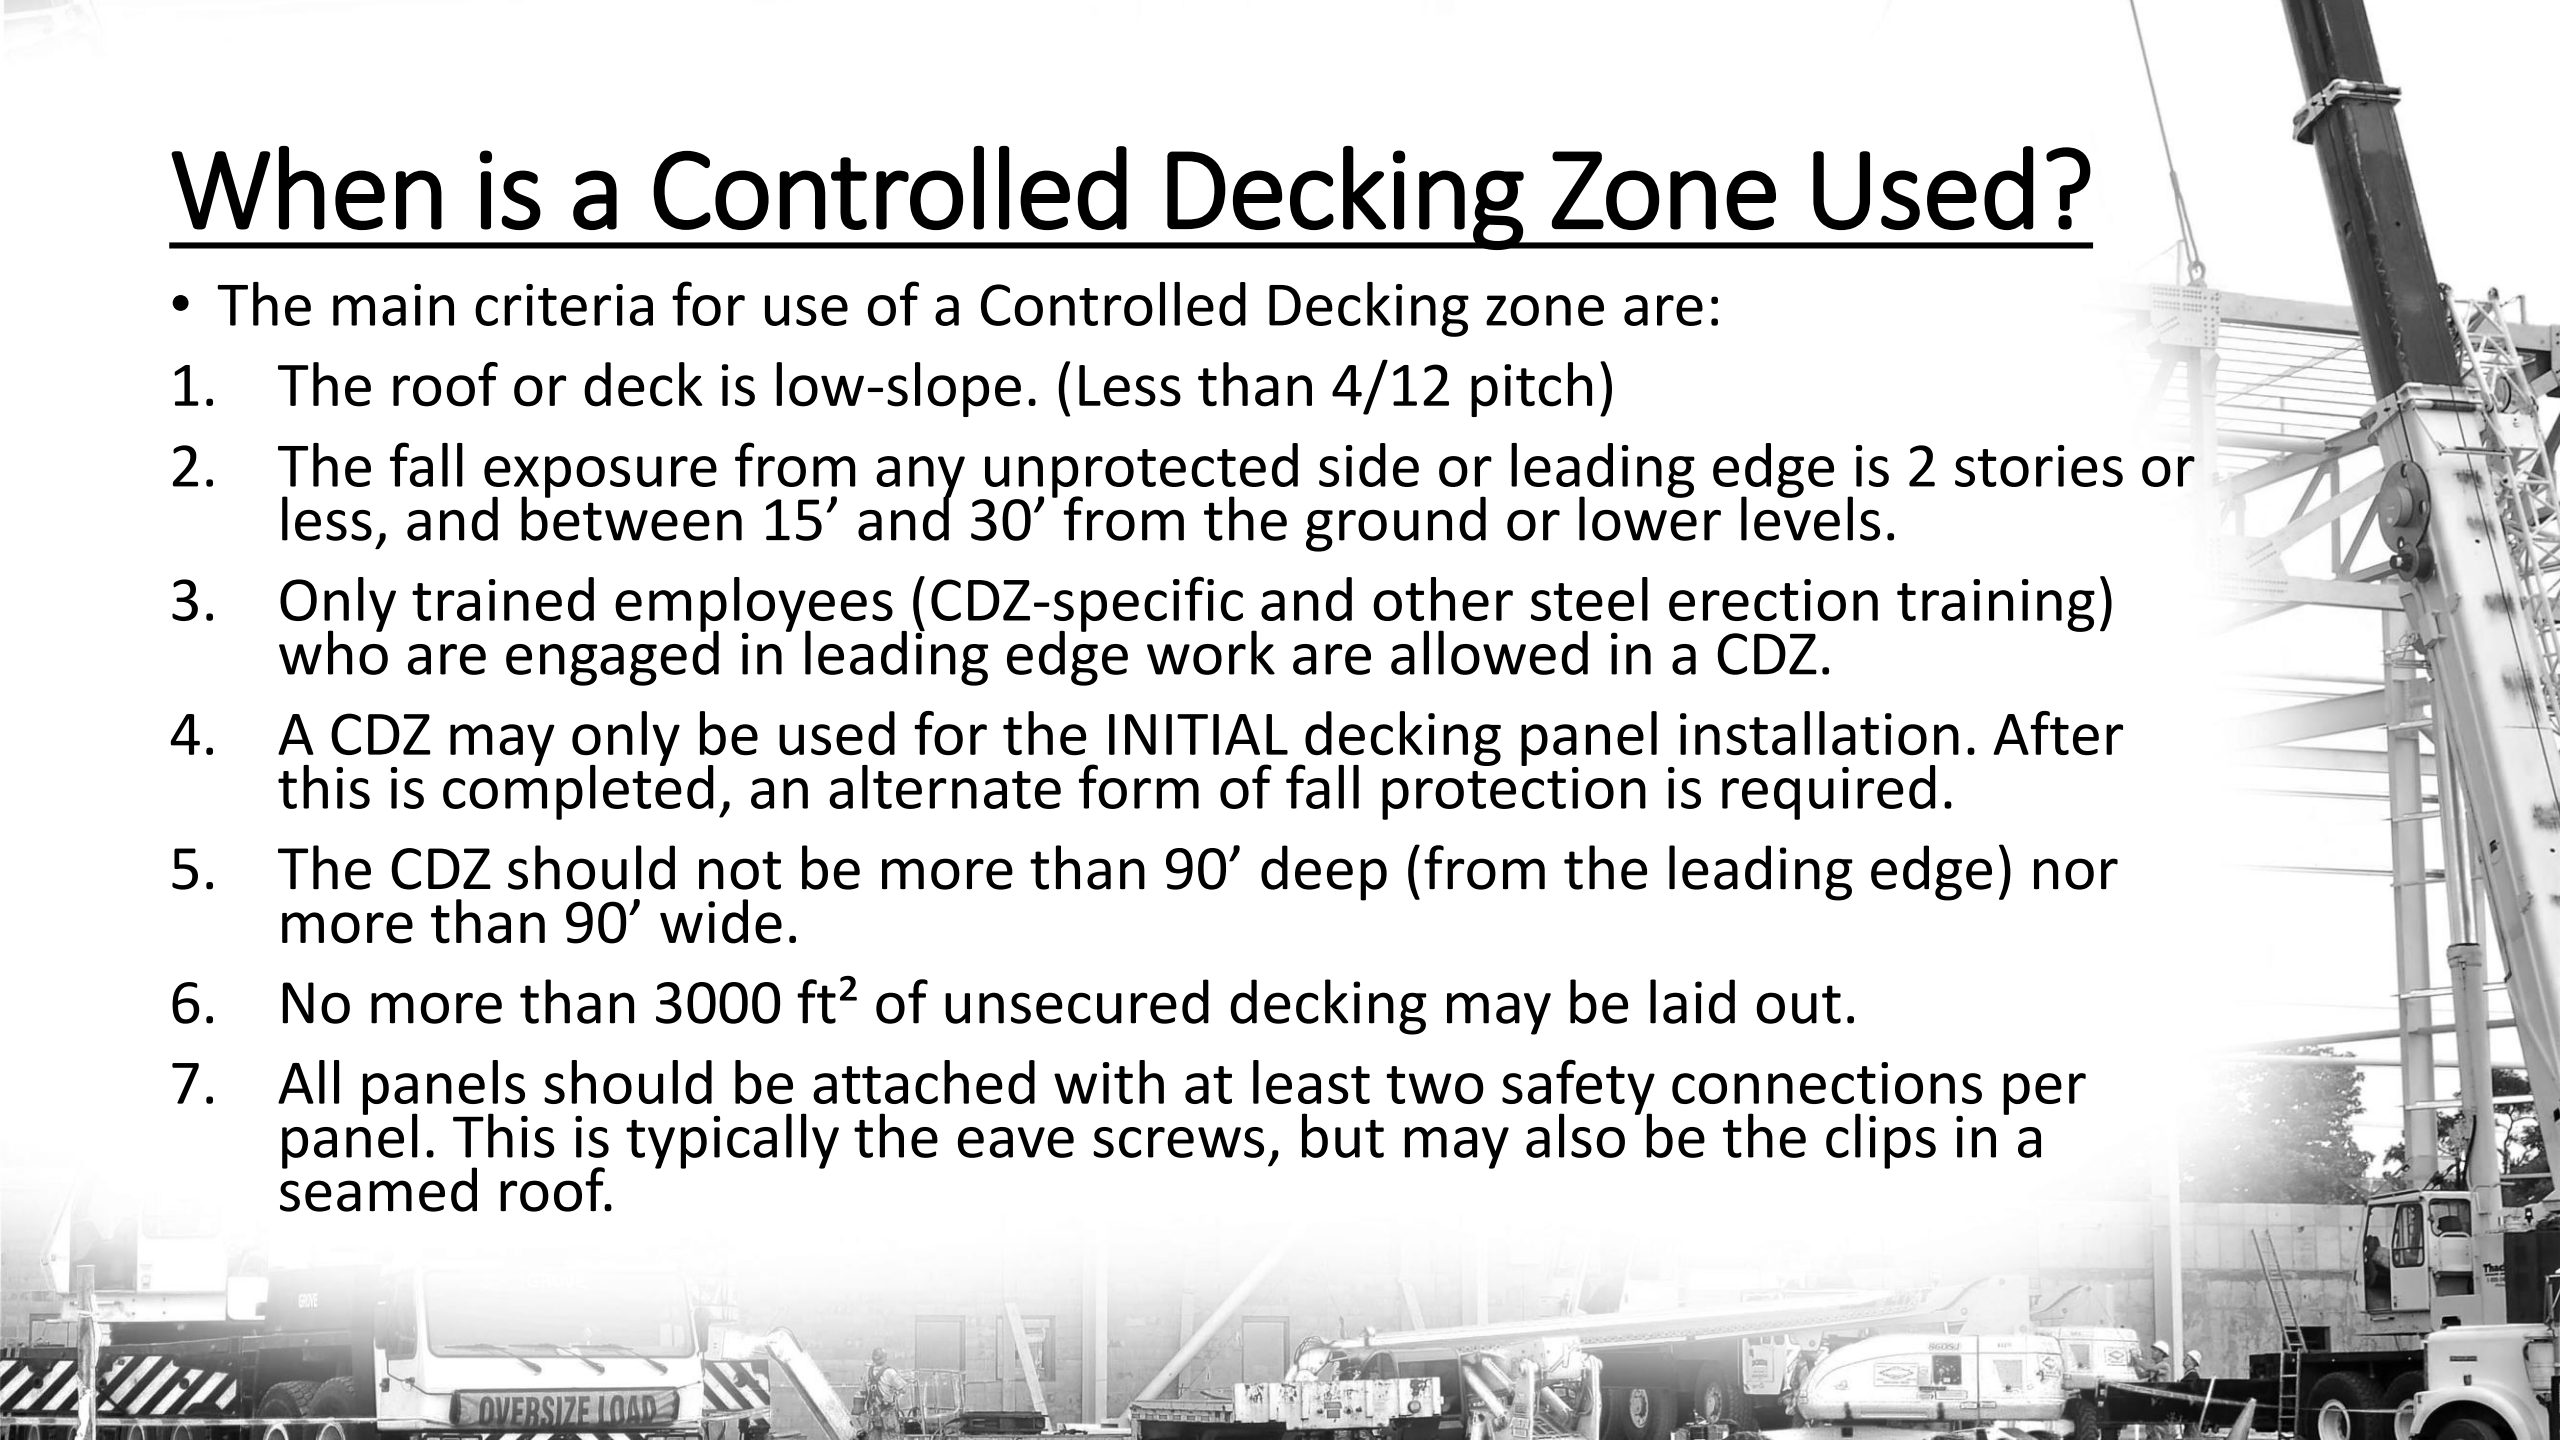 When is a Controlled Decking Zone Used?
• The main criteria for use of a Controlled Decking zone are:
1. The roof or deck is low-slope. (Less than 4/12 pitch)
2. The fall exposure from any unprotected side or leading edge is 2 stories or
less, and between 15’ and 30’ from the ground or lower levels.
3. Only trained employees (CDZ-specific and other steel erection training)
who are engaged in leading edge work are allowed in a CDZ.
4. A CDZ may only be used for the INITIAL decking panel installation. After
this is completed, an alternate form of fall protection is required.
5. The CDZ should not be more than 90’ deep (from the leading edge) nor
more than 90’ wide.
6. No more than 3000 ft² of unsecured decking may be laid out.
7. All panels should be attached with at least two safety connections per
panel. This is typically the eave screws, but may also be the clips in a
seamed roof.
GROVE
OVERSIZE LOAD